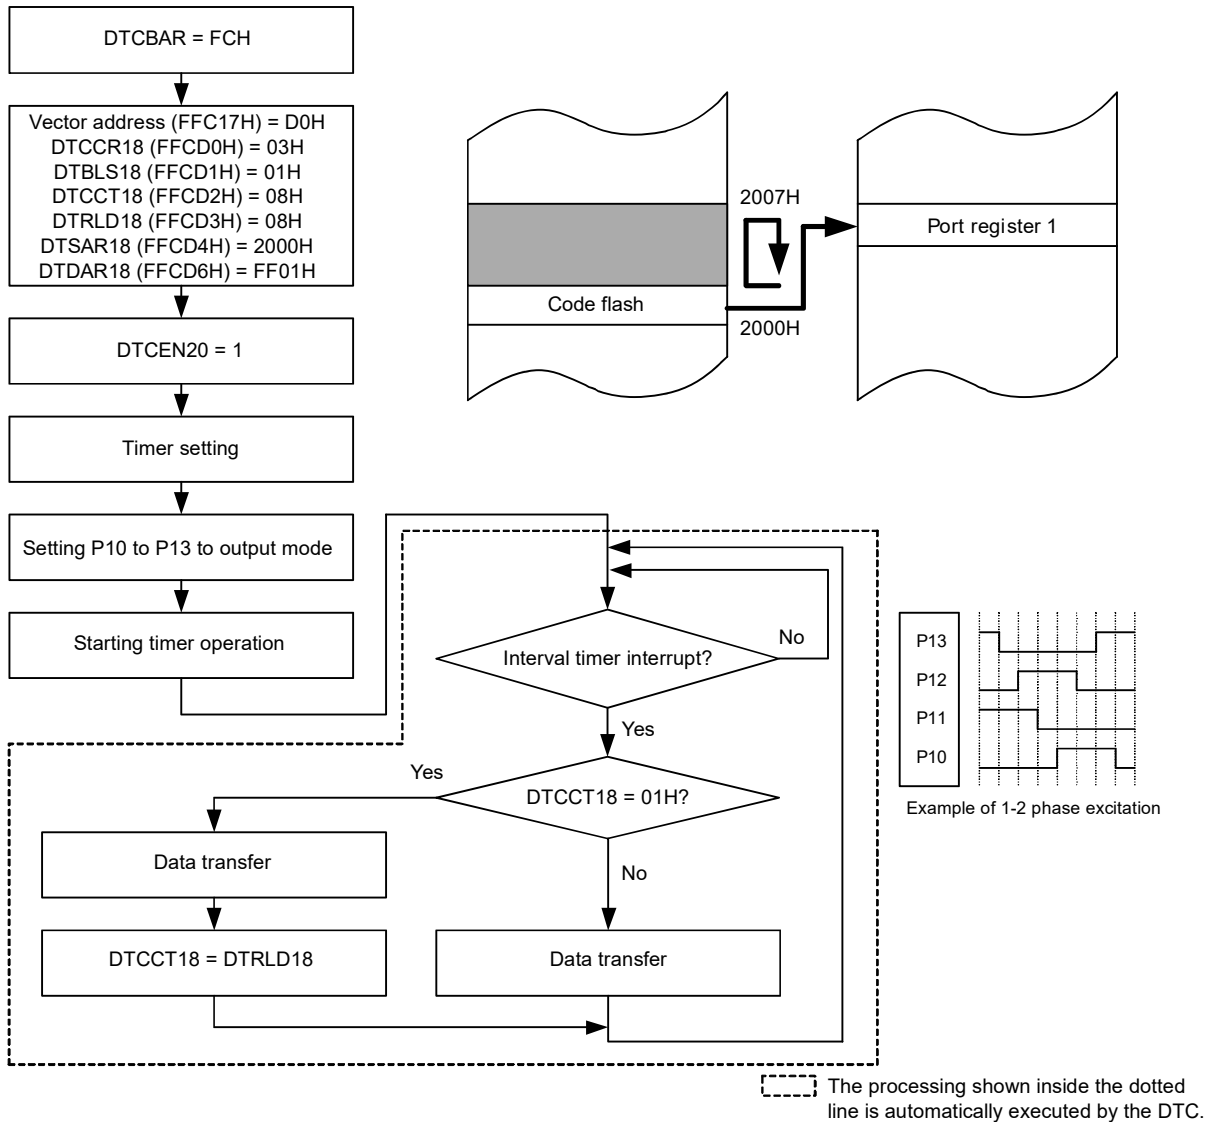 DTCBAR = FCH
Vector address (FFC17H) = D0H
DTCCR18 (FFCD0H) = 03H
DTBLS18 (FFCD1H) = 01H
DTCCT18 (FFCD2H) = 08H
DTRLD18 (FFCD3H) = 08H
DTSAR18 (FFCD4H) = 2000H
DTDAR18 (FFCD6H) = FF01H
DTCEN20 = 1
Timer setting
Setting P10 to P13 to output mode
Starting timer operation
2007H
Port register 1
Code flash
2000H
Interval timer interrupt?
No
Yes
DTCCT18 = 01H?
Yes
No
Data transfer
DTCCT18 = DTRLD18
Data transfer
P13
P12
P11
P10
Example of 1-2 phase excitation
The processing shown inside the dotted
line is automatically executed by the DTC.